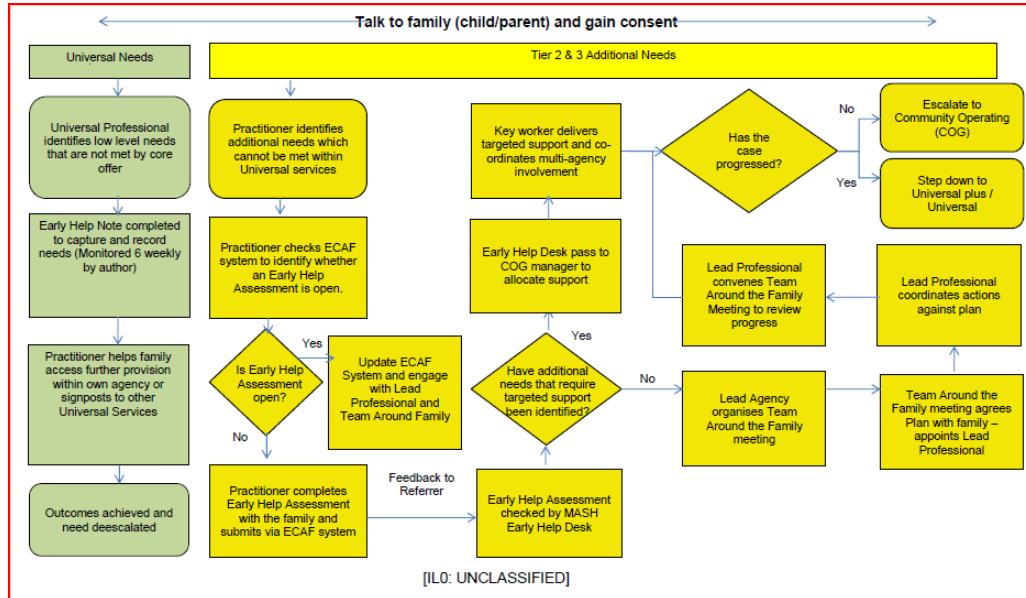 Talk to family (child/parent) and gain consent
Universal Needs
Tier 2 & 3 Additional Needs
Universal Professional
identifies low level needs
that are not met by core
offer
Early Help Note completed
to capture and record
needs (Monitored 6 weekly
by author)
Practitioner helps family
access further provision
within own agency or
signposts to other
Universal Services
Outcomes achieved and
need deescalated
Practitioner identifies
additional needs which
cannot be met within
Universal services
Practitioner checks ECAF
system to identify whether
an Early Help
Assessment is open.
Is Early Help
Assessment
open?
Yes
Update ECAF
System and engage
with Lead
Professional and
Team Around Family
No
Practitioner completes
Early Help Assessment
with the family and
submits via ECAF system
Feedback to
Referrer
Early Help Assessment
checked by MASH
Early Help Desk
Have additional
needs that require
targeted support
been identified?
Yes
Early Help Desk pass to
COG manager to
allocate support
Key worker delivers
targeted support and co-
ordinates multi-agency
involvement
No
Lead Agency
organises Team
Around the Family
meeting
Team Around the
Family meeting agrees
Plan with family –
appoints Lead
Professional
Lead Professional
coordinates actions
against plan
Lead Professional
convenes Team
Around the Family
Meeting to review
progress
Has the
case
progressed?
No
Escalate to
Community Operating
(COG)
Yes
Step down to
Universal plus /
Universal
[IL0: UNCLASSIFIED]